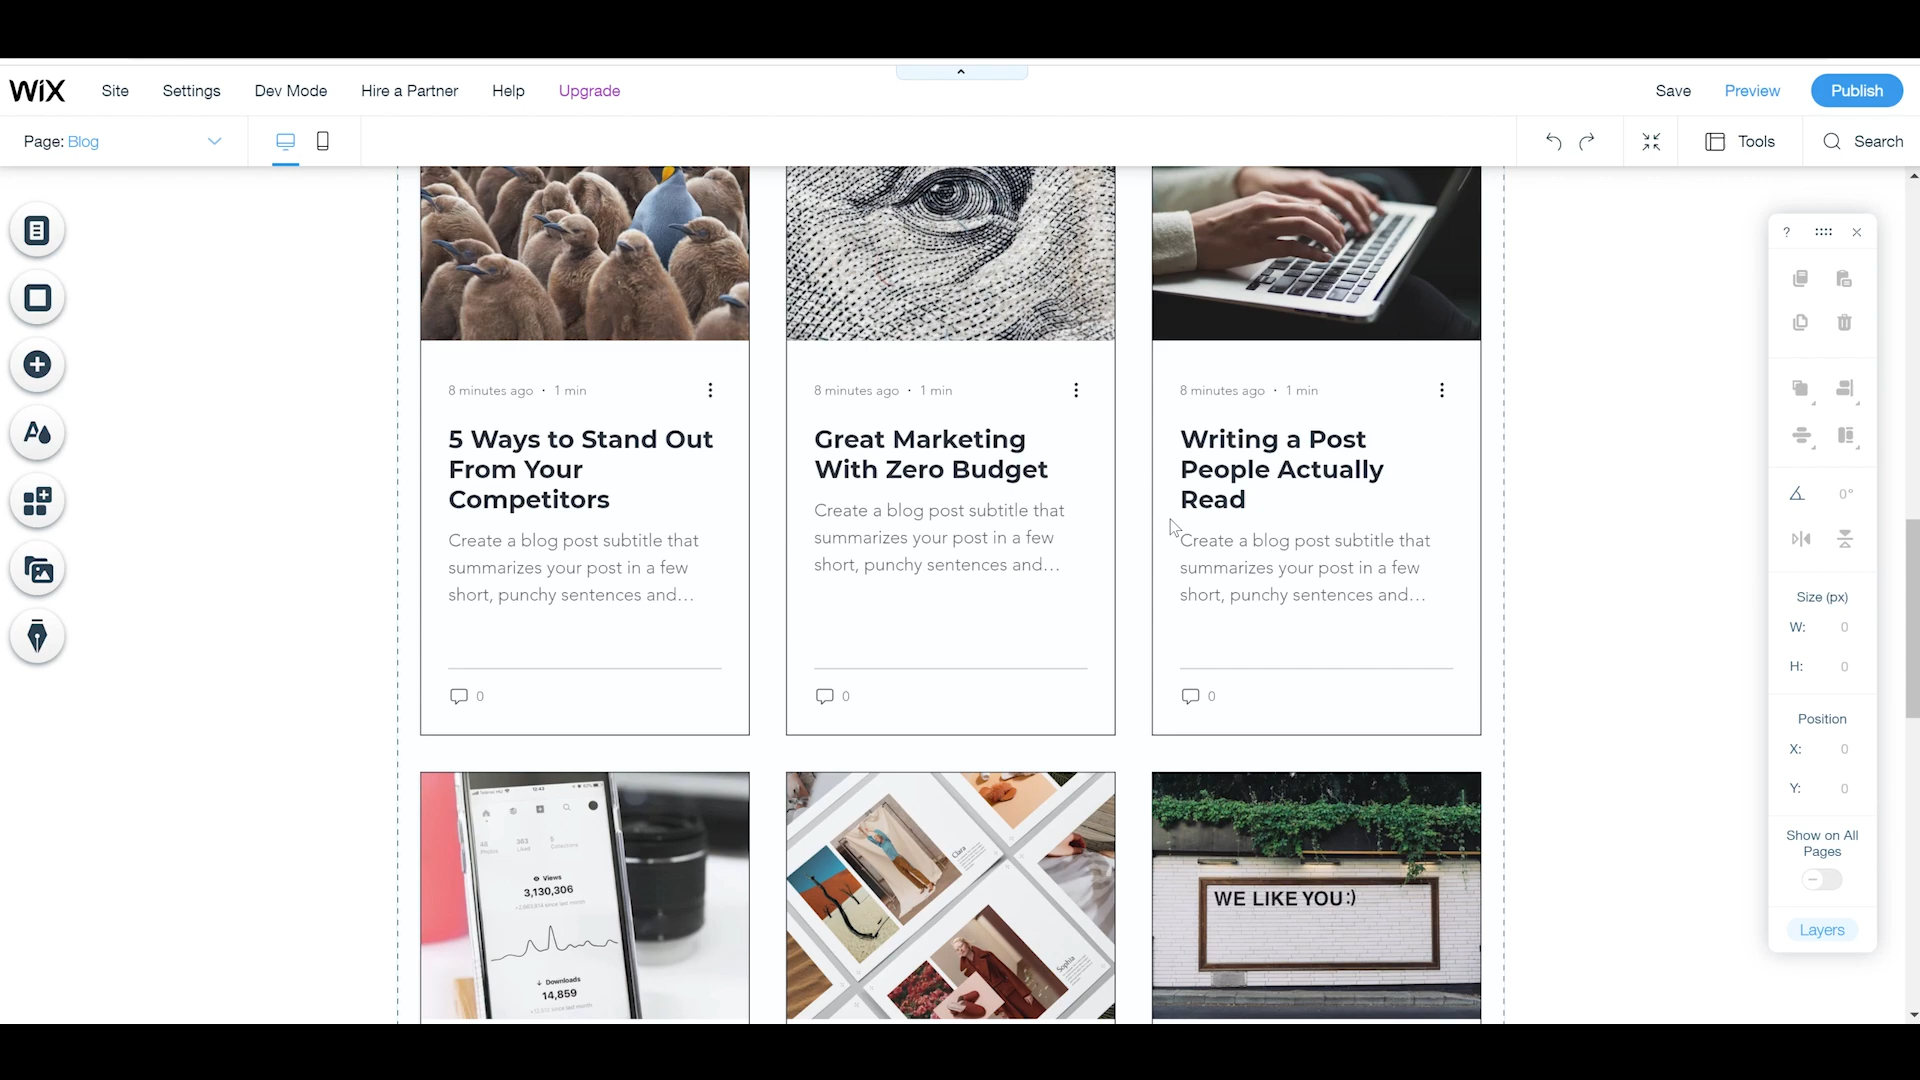 WiX
Site
Settings
Dev Mode
Hire a Partner
Help
Upgrade
Save
Preview
Publish
Page: Blog
Tools
Search
8 minutes ago · 1 min
5 Ways to Stand Out
From Your
Competitors
Create a blog post subtitle that
summarizes your post in a few
short, punchy sentences and...
0
8 minutes ago · 1 min
Great Marketing
With Zero Budget
Create a blog post subtitle that
summarizes your post in a few
short, punchy sentences and...
0
8 minutes ago · 1 min
Writing a Post
People Actually
Read
Create a blog post subtitle that
summarizes your post in a few
short, punchy sentences and...
0
12:43
Views
3,130,306
Downloads
14,859
Clara
Sophia
WE LIKE YOU:)
?
0°
Size (px)
W: 0
H: 0
Position
X: 0
Y: 0
Show on All
Pages
Layers